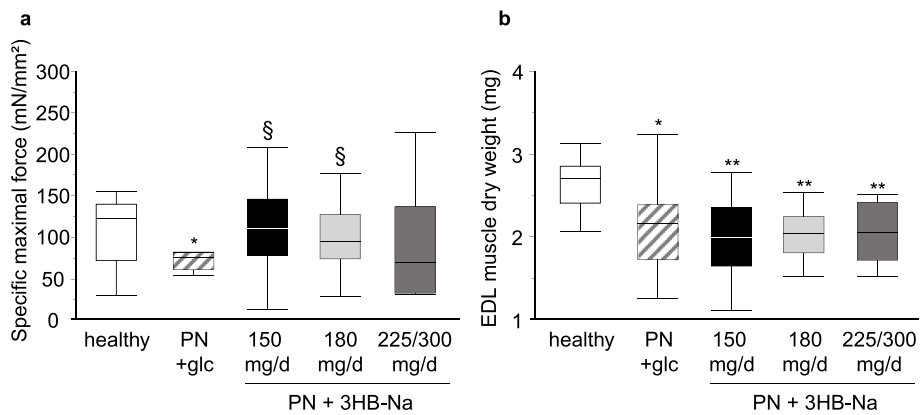 a
Specific maximal force (mN/mm²)
300
250
200
150
100
50
0
*
§
§
healthy
PN
+glc
150
mg/d
180
mg/d
225/300
mg/d
PN + 3HB-Na
b
EDL muscle dry weight (mg)
4
3
2
1
*
**
**
**
healthy
PN
+glc
150
mg/d
180
mg/d
225/300
mg/d
PN + 3HB-Na